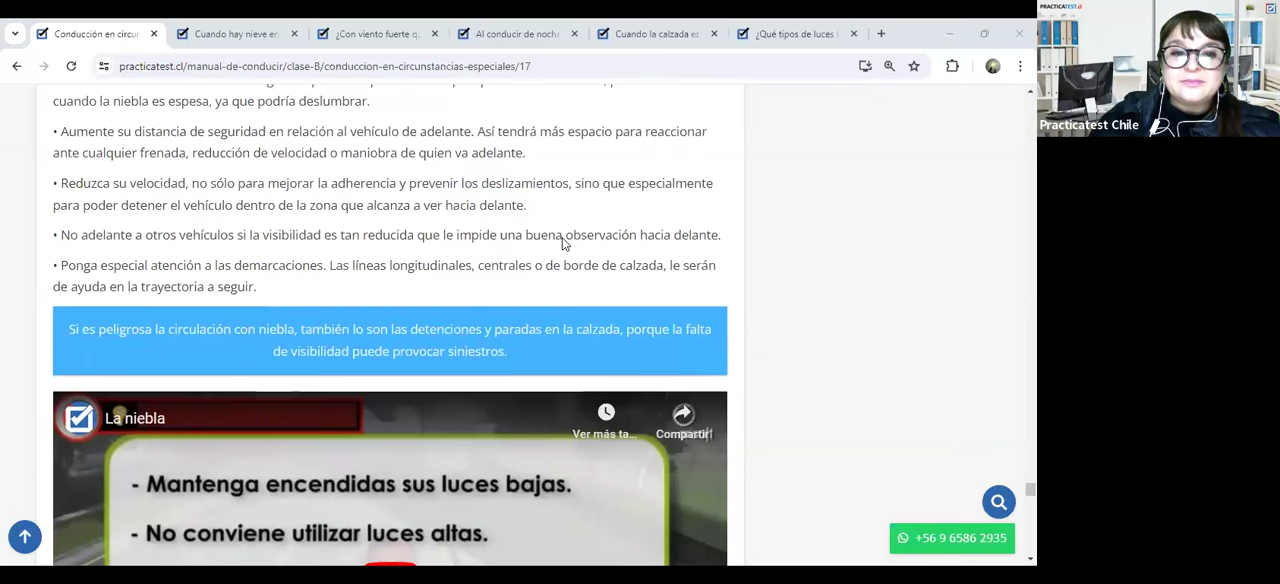 PRACTICATEST.cl
Conducción en circun
Cuando hay nieve en
¿Con viento fuerte q
Al conducir de noche
Cuando la calzada es
¿Qué tipos de luces
practicatest.cl/manual-de-conducir/clase-B/conduccion-en-circunstancias-especiales/17
Practicatest Chile
cuando la niebla es espesa, ya que podría deslumbrar.
• Aumente su distancia de seguridad en relación al vehículo de adelante. Así tendrá más espacio para reaccionar
ante cualquier frenada, reducción de velocidad o maniobra de quien va adelante.
• Reduzca su velocidad, no sólo para mejorar la adherencia y prevenir los deslizamientos, sino que especialmente
para poder detener el vehículo dentro de la zona que alcanza a ver hacia delante.
• No adelante a otros vehículos si la visibilidad es tan reducida que le impide una buena observación hacia delante.
• Ponga especial atención a las demarcaciones. Las líneas longitudinales, centrales o de borde de calzada, le serán
de ayuda en la trayectoria a seguir.
Si es peligrosa la circulación con niebla, también lo son las detenciones y paradas en la calzada, porque la falta
de visibilidad puede provocar siniestros.
La niebla
Ver más ta...
Compartir
- Mantenga encendidas sus luces bajas.
- No conviene utilizar luces altas.
+56 9 6586 2935